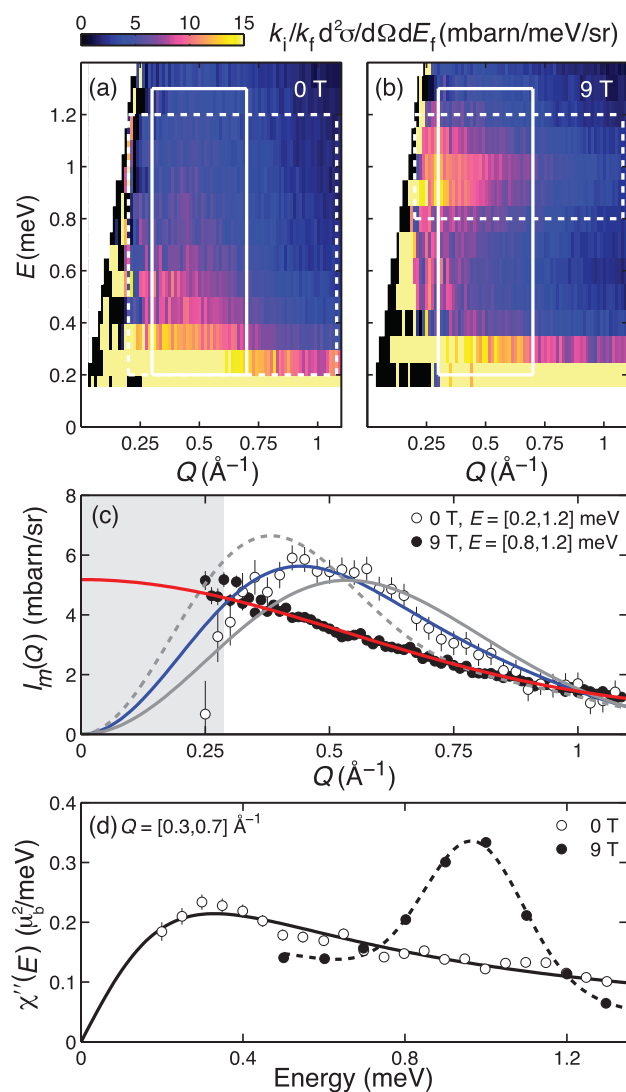 0 5 10 15 k_i/k_f d²σ/dΩdE_f (mbarn/meV/sr)
(a) 0 T
(b) 9 T
1.2
1
0.8
0.6
0.4
0.2
0
E (meV)
0.25 0.5 0.75 1
0.25 0.5 0.75 1
Q (Å⁻¹)
Q (Å⁻¹)
(c)
0 T, E = [0.2,1.2] meV
9 T, E = [0.8,1.2] meV
8
6
4
2
0
I_m(Q) (mbarn/sr)
0 0.25 0.5 0.75 1
Q (Å⁻¹)
(d) Q = [0.3,0.7] Å⁻¹
0 T
9 T
0.4
0.3
0.2
0.1
0
χ''(E) (μ_b²/meV)
0 0.4 0.8 1.2
Energy (meV)